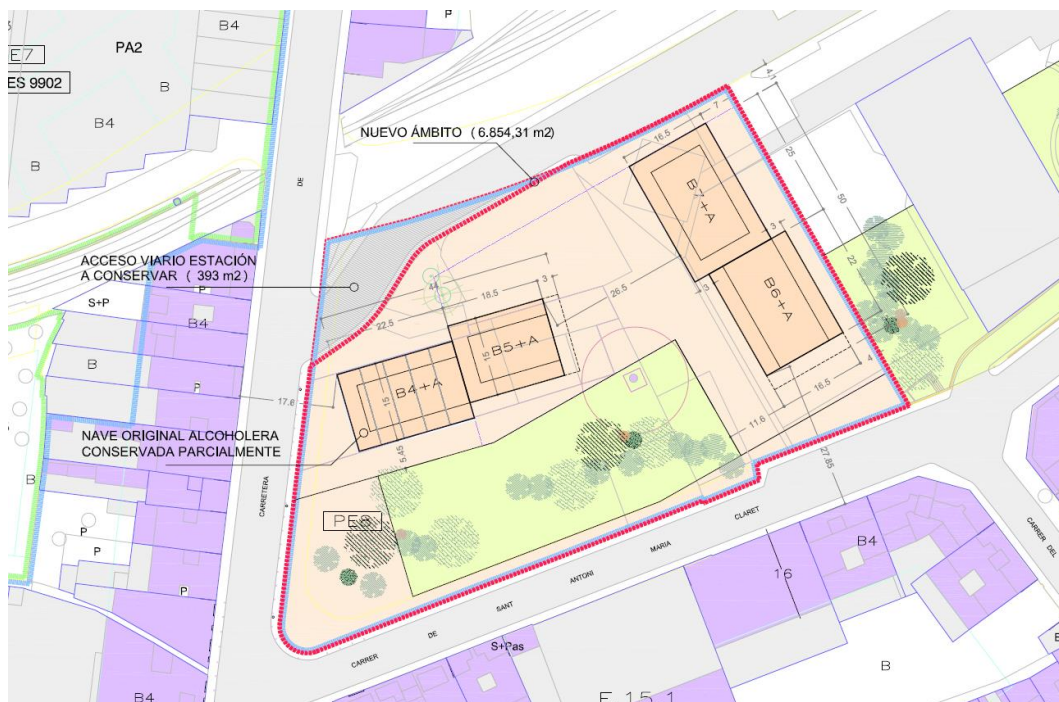 P
B4
PA2
E7
ES 9902
B
B4
B
NUEVO ÁMBITO ( 6.854,31 m2)
4.1
7
16.5
25
DE
B7+A
50
ACCESO VIARIO ESTACIÓN
A CONSERVAR ( 393 m2 )
P
S+P
B4
44
18.5
3
26.5
3
22
3
B6+A
22.5
B5+A
15
B
P
B4+A
15
17.6
4
16.5
11.6
NAVE ORIGINAL ALCOHOLERA
CONSERVADA PARCIALMENTE
5.45
27.85
B
CARRETERA
PE8
P
P
P
CARRER DE SANT ANTONI MARIA CLARET
CARRER DEL
B4
16
S+Pas
B
B4